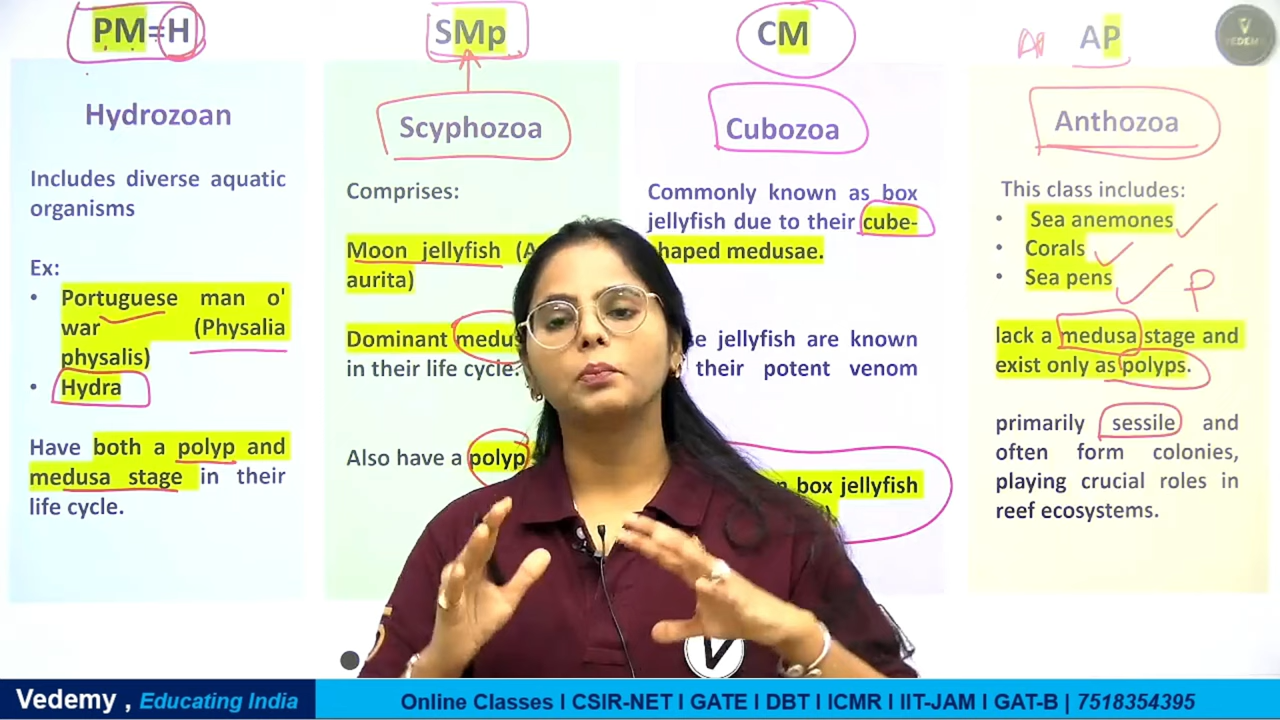 PM=H
Hydrozoan
Includes diverse aquatic
organisms
Ex:
• Portuguese man o'
war (Physalia
physalis)
• Hydra
Have both a polyp and
medusa stage in their
life cycle.
SMp
Scyphozoa
Comprises:
Moon jellyfish
aurita)
Dominant
in their life cycle.
Also have a polyp
CM
Cubozoa
Commonly known as box
jellyfish due to their cube-
medusae.
jellyfish are known
their potent venom
box jellyfish
AP
VEDEMY
Anthozoa
This class includes:
• Sea anemones
• Corals
• Sea pens
P
lack a medusa stage and
exist only as polyps.
primarily sessile and
often form colonies,
playing crucial roles in
reef ecosystems.
Vedemy , Educating India
Online Classes I CSIR-NET I GATE I DBT I ICMR I IIT-JAM I GAT-B | 7518354395